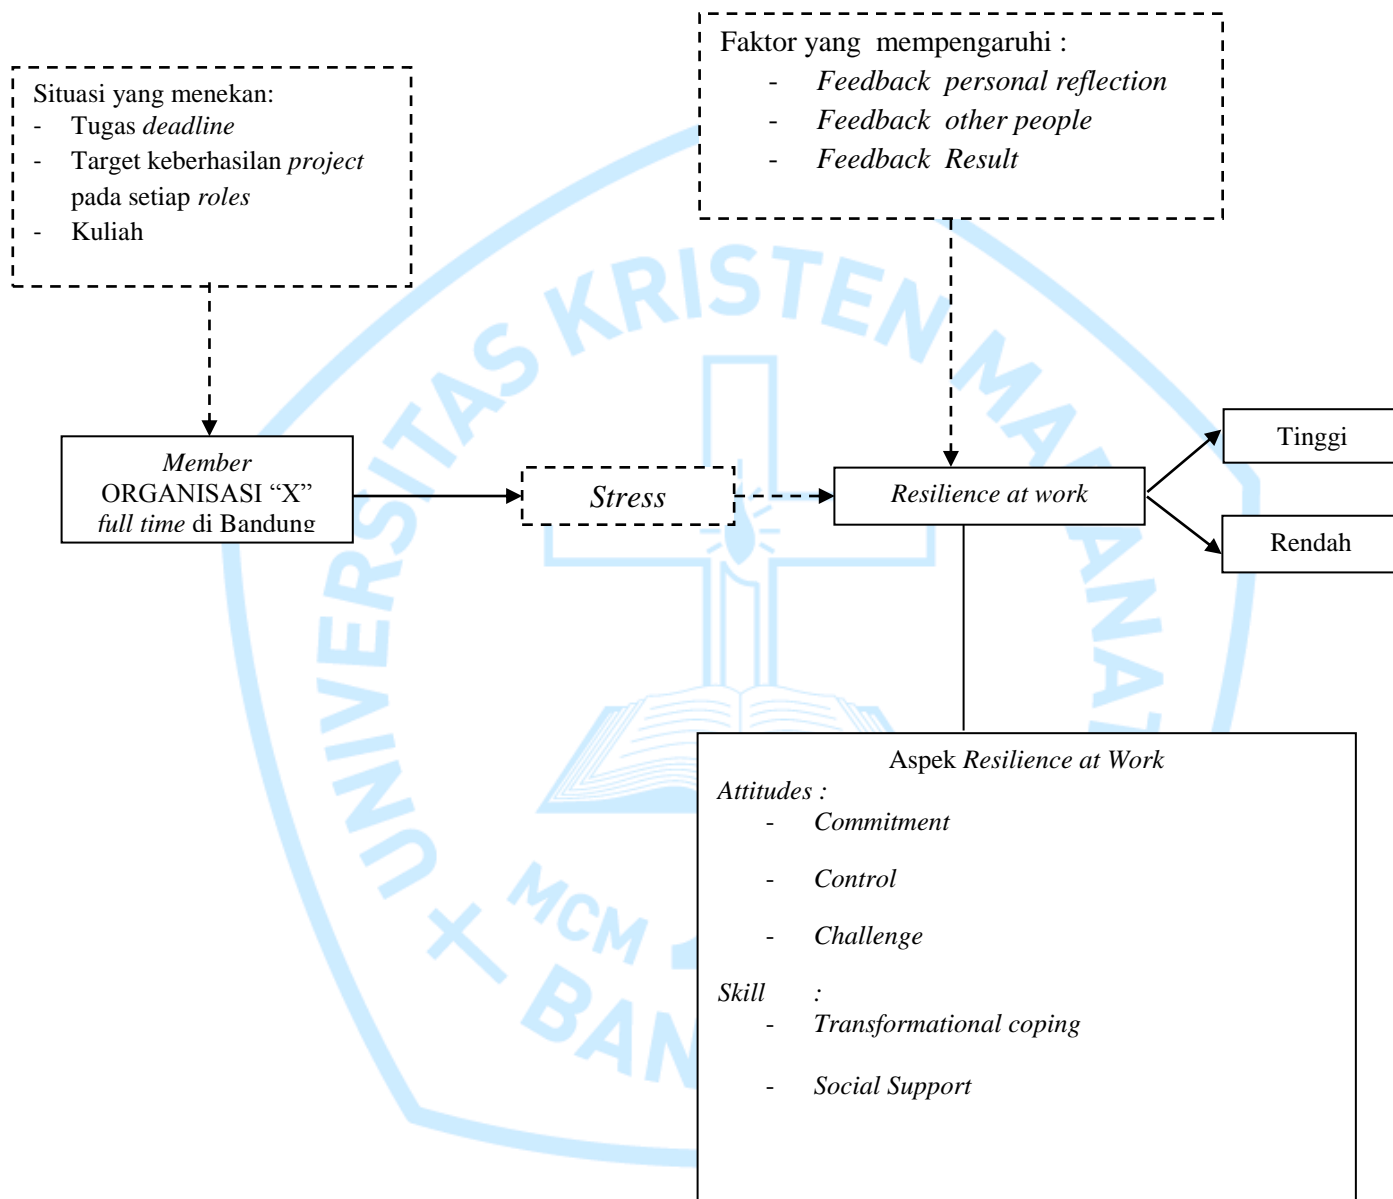 Faktor yang mempengaruhi :
- Feedback personal reflection
- Feedback other people
- Feedback Result
Situasi yang menekan:
- Tugas deadline
- Target keberhasilan project
pada setiap roles
- Kuliah
Member
ORGANISASI “X”
full time di Bandung
Stress
Resilience at work
Tinggi
Rendah
Aspek Resilience at Work
Attitudes :
- Commitment
- Control
- Challenge
Skill :
- Transformational coping
- Social Support
UNIVERSITAS KRISTEN MARANAT
MCM
BAN